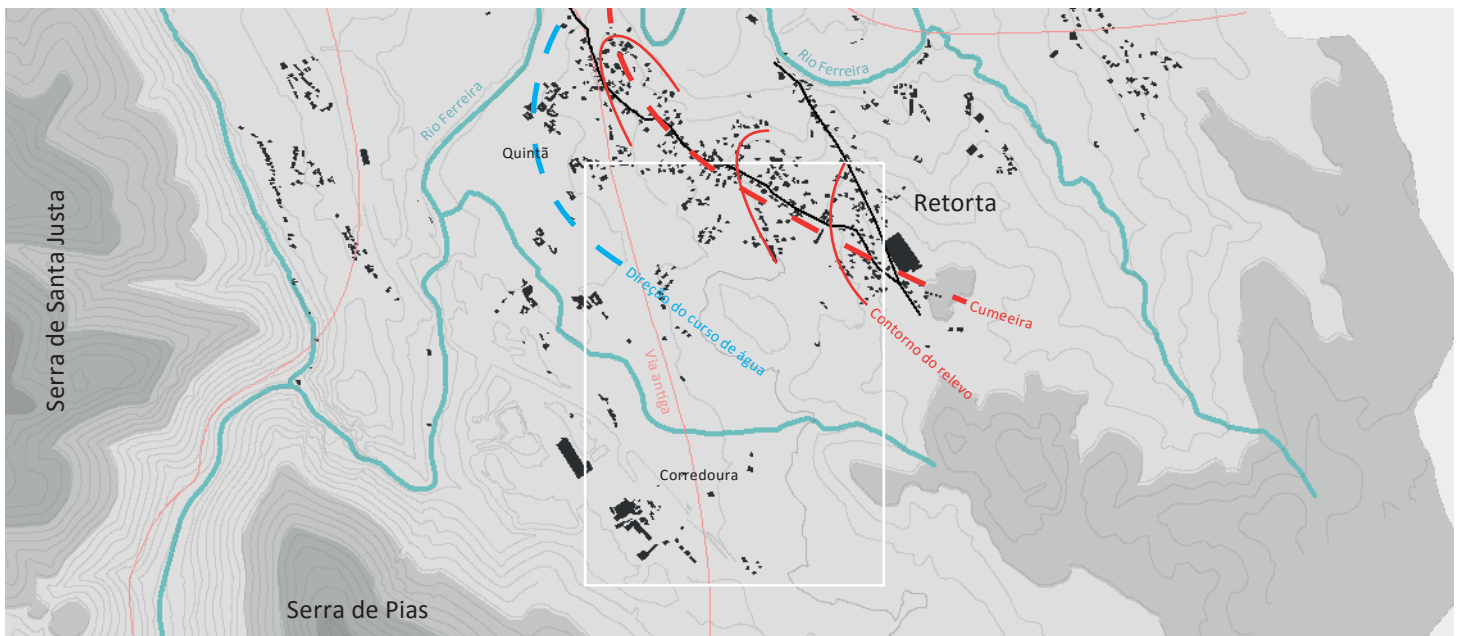 Rio Ferreira
Rio Ferreira
Quintã
Retorta
Serra de Santa Justa
Direção do curso de água
Cumeeira
Contorno do relevo
Via antiga
Corredoura
Serra de Pias